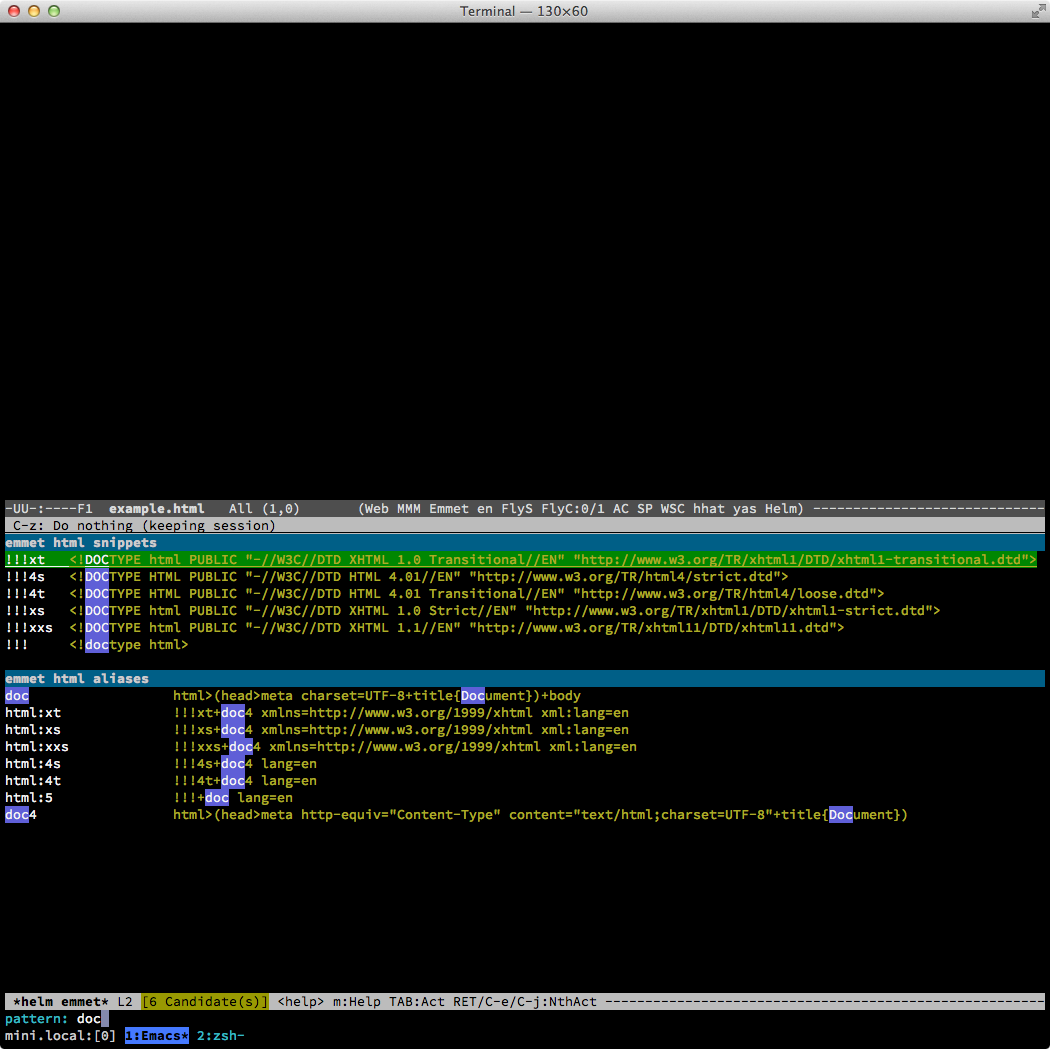 Terminal — 130×60
-UU-:----F1  example.html   All (1,0)       (Web MMM Emmet en FlyS FlyC:0/1 AC SP WSC hhat yas Helm) -----------------------------
C-z: Do nothing (keeping session)
emmet html snippets
!!!xt   <!DOCTYPE html PUBLIC "-//W3C//DTD XHTML 1.0 Transitional//EN" "http://www.w3.org/TR/xhtml1/DTD/xhtml1-transitional.dtd">
!!!4s   <!DOCTYPE HTML PUBLIC "-//W3C//DTD HTML 4.01//EN" "http://www.w3.org/TR/html4/strict.dtd">
!!!4t   <!DOCTYPE HTML PUBLIC "-//W3C//DTD HTML 4.01 Transitional//EN" "http://www.w3.org/TR/html4/loose.dtd">
!!!xs   <!DOCTYPE html PUBLIC "-//W3C//DTD XHTML 1.0 Strict//EN" "http://www.w3.org/TR/xhtml1/DTD/xhtml1-strict.dtd">
!!!xxs  <!DOCTYPE html PUBLIC "-//W3C//DTD XHTML 1.1//EN" "http://www.w3.org/TR/xhtml11/DTD/xhtml11.dtd">
!!!     <!doctype html>
emmet html aliases
doc                  html>(head>meta charset=UTF-8+title{Document})+body
html:xt              !!!xt+doc4 xmlns=http://www.w3.org/1999/xhtml xml:lang=en
html:xs              !!!xs+doc4 xmlns=http://www.w3.org/1999/xhtml xml:lang=en
html:xxs             !!!xxs+doc4 xmlns=http://www.w3.org/1999/xhtml xml:lang=en
html:4s              !!!4s+doc4 lang=en
html:4t              !!!4t+doc4 lang=en
html:5               !!!+doc lang=en
doc4                 html>(head>meta http-equiv="Content-Type" content="text/html;charset=UTF-8"+title{Document})
*helm emmet* L2 [6 Candidate(s)] <help> m:Help TAB:Act RET/C-e/C-j:NthAct -------------------------------------------------------
pattern: doc
mini.local:[0] 1:Emacs* 2:zsh-